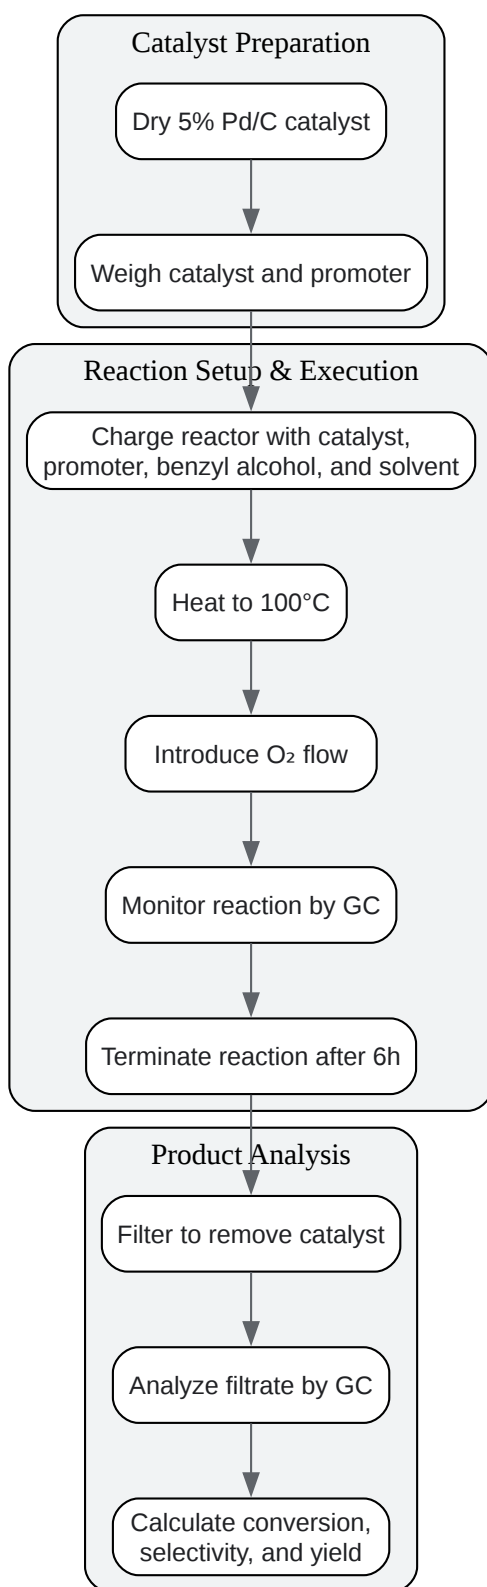 Catalyst Preparation
Dry 5% Pd/C catalyst
Weigh catalyst and promoter
Reaction Setup & Execution
Charge reactor with catalyst,
promoter, benzyl alcohol, and solvent
Heat to 100°C
Introduce O₂ flow
Monitor reaction by GC
Terminate reaction after 6h
Product Analysis
Filter to remove catalyst
Analyze filtrate by GC
Calculate conversion,
selectivity, and yield